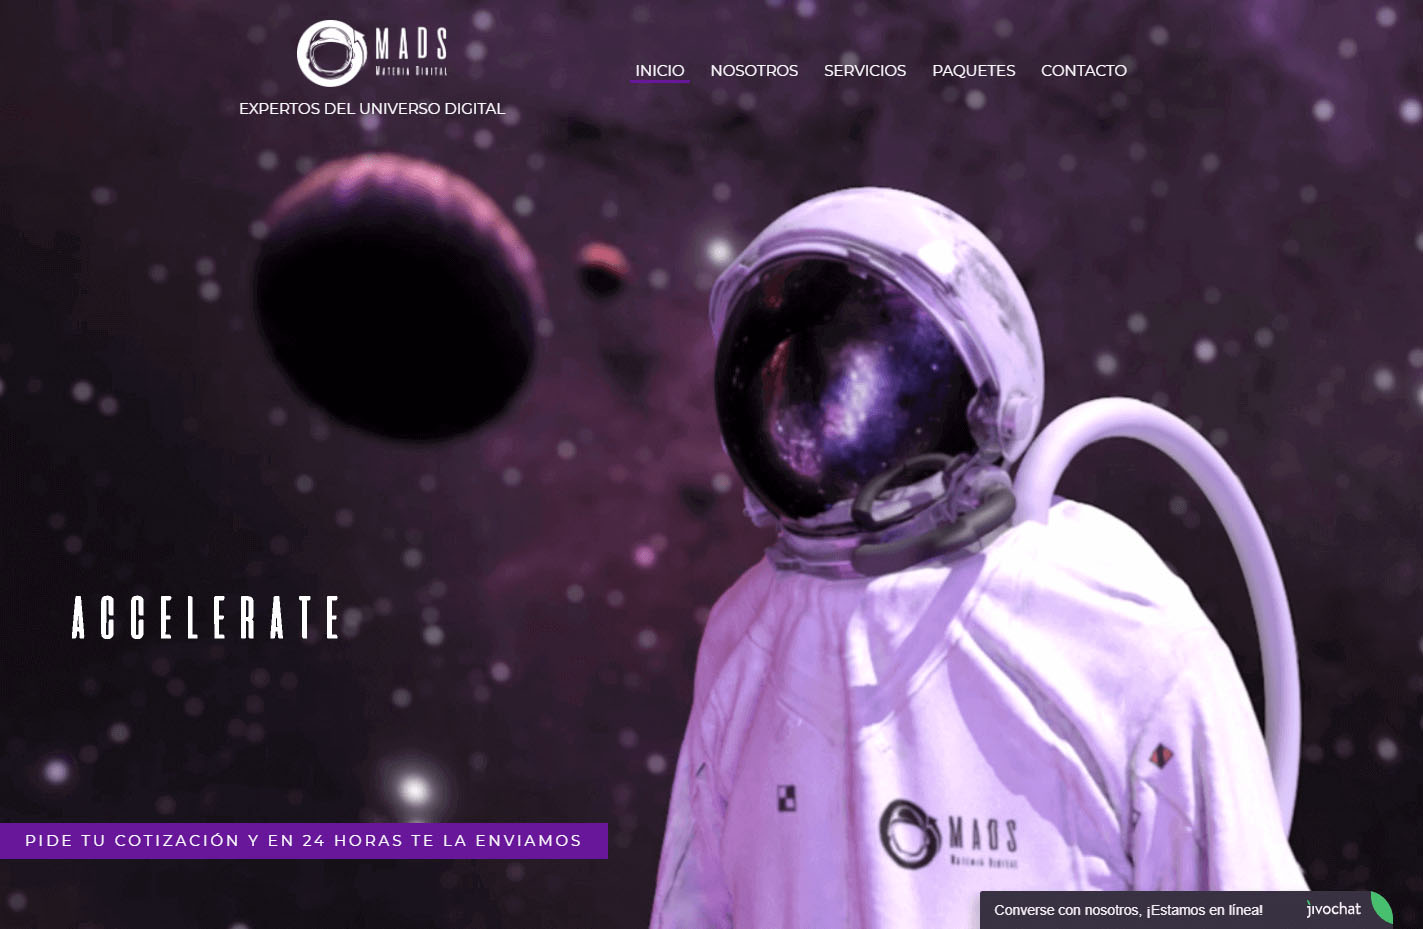 MADS
MATERIA DIGITAL
EXPERTOS DEL UNIVERSO DIGITAL
INICIO NOSOTROS SERVICIOS PAQUETES CONTACTO
ACCELERATE
PIDE TU COTIZACIÓN Y EN 24 HORAS TE LA ENVIAMOS
MADS
MATERIA DIGITAL
Converse con nosotros, ¡Estamos en línea! jivochat